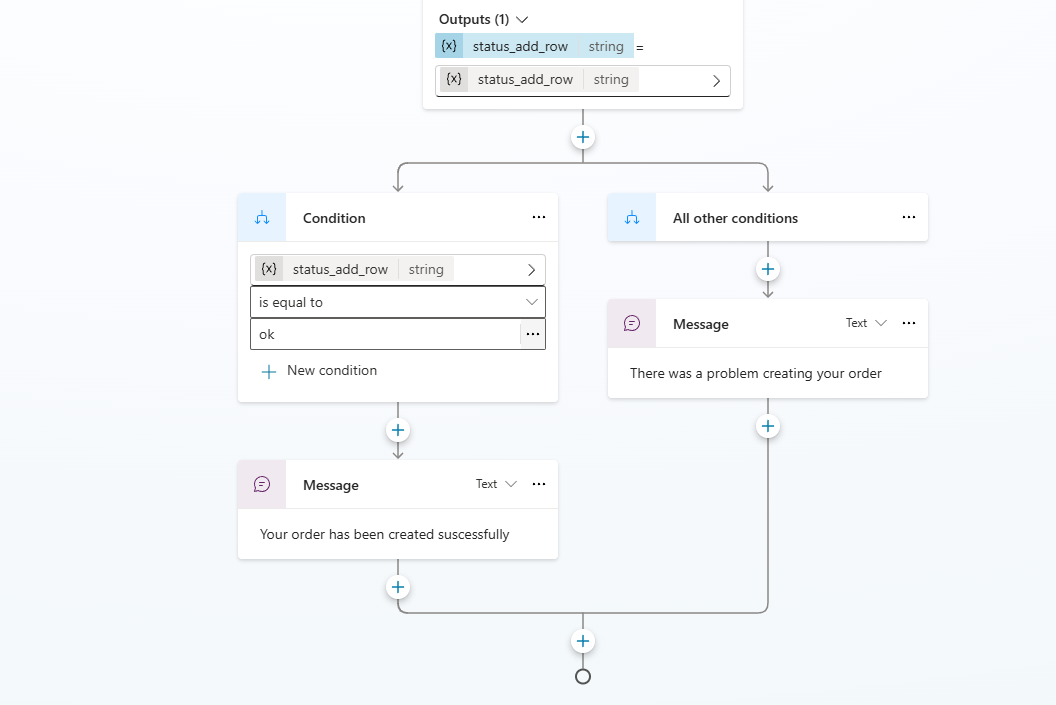 Outputs (1)
{x} status_add_row string =
{x} status_add_row string
Condition ...
{x} status_add_row string
is equal to
ok ...
New condition
Message Text ...
Your order has been created suscessfully
All other conditions ...
Message Text ...
There was a problem creating your order